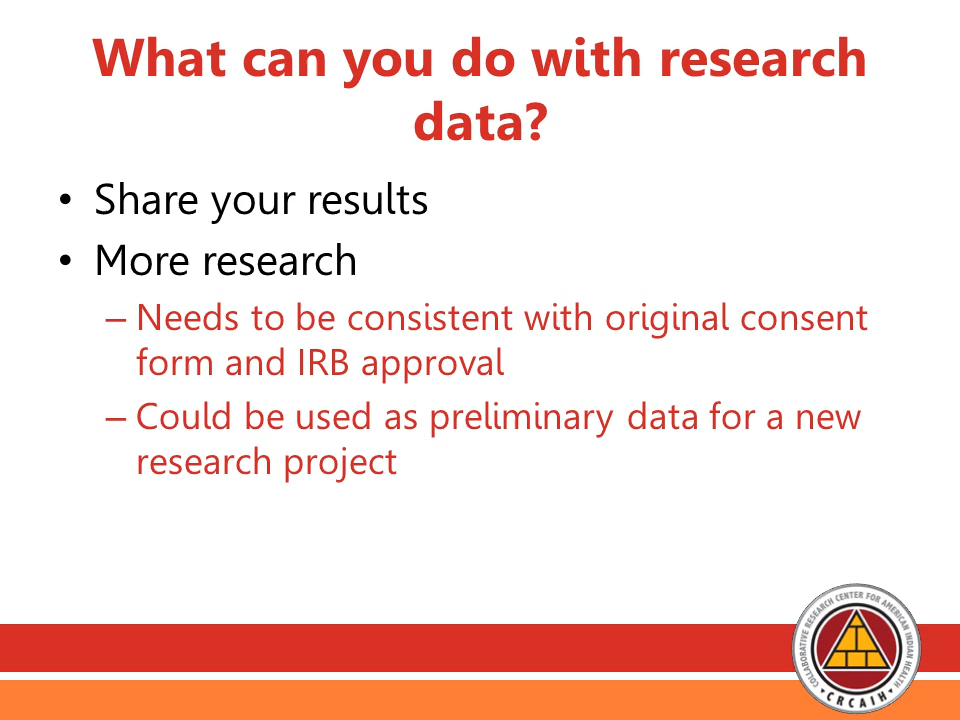 What can you do with research
data?
• Share your results
• More research
– Needs to be consistent with original consent
form and IRB approval
– Could be used as preliminary data for a new
research project
COLLABORATIVE RESEARCH CENTER FOR AMERICAN INDIAN HEALTH
CRCAIH